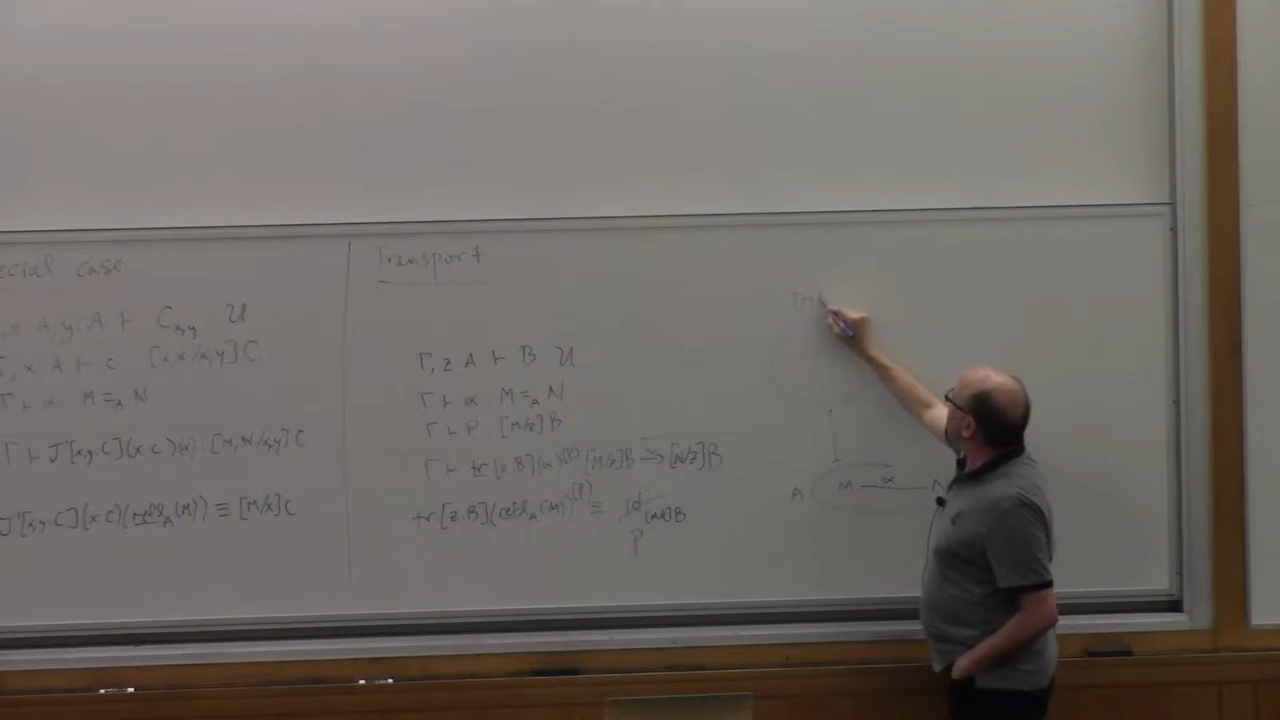 ecial case
, x A, y: A ⊢ C_{x,y} U
Γ, x A ⊢ c [x,x/x,y]C
Γ ⊢ α M =_A N
Γ ⊢ J'[x,y.C](x.c)(α) [M,N/x,y]C
J'[x,y.C](x.c)(refl_A(M)) ≡ [M/x]c
Transport
Γ, z A ⊢ B U
Γ ⊢ α M =_A N
Γ ⊢ P [M/z]B
Γ ⊢ tr[z.B](α)(P) [M/z]B → [N/z]B
tr[z.B](refl_A(M))(P) ≡ id_{[M/z]B}
P
A M α N